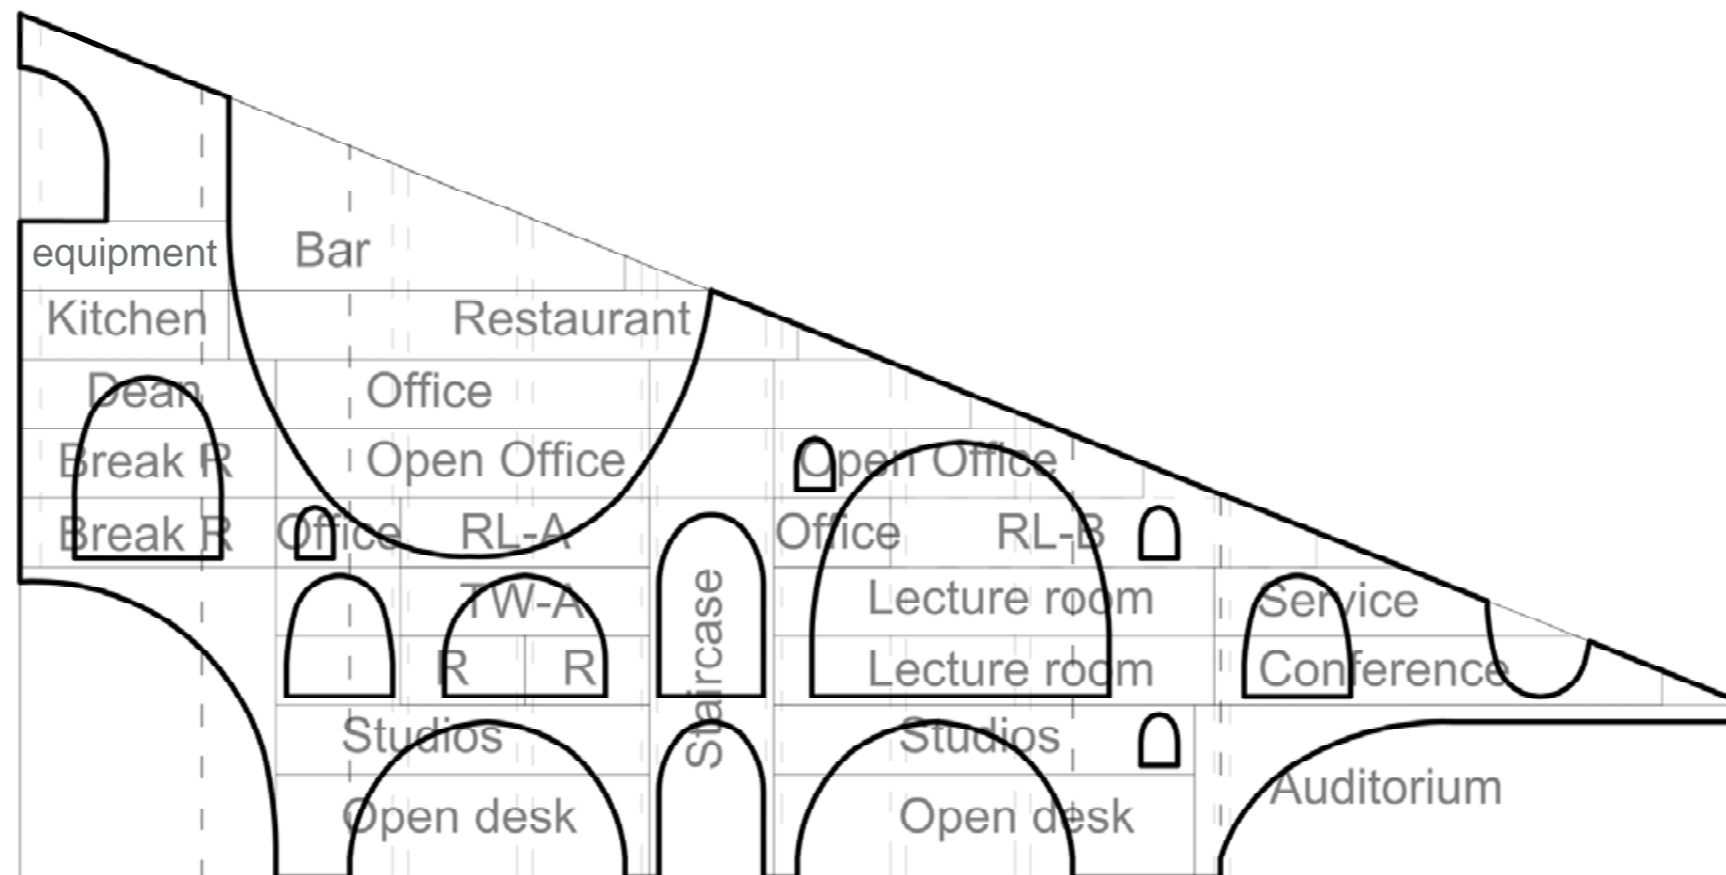 equipment
Bar
Kitchen
Restaurant
Dean
Office
Break R
Open Office
Open Office
Break R
Office
RL-A
Office
RL-B
TW-A
Staircase
Lecture room
Service
R
R
Lecture room
Conference
Studios
Studios
Open desk
Open desk
Auditorium